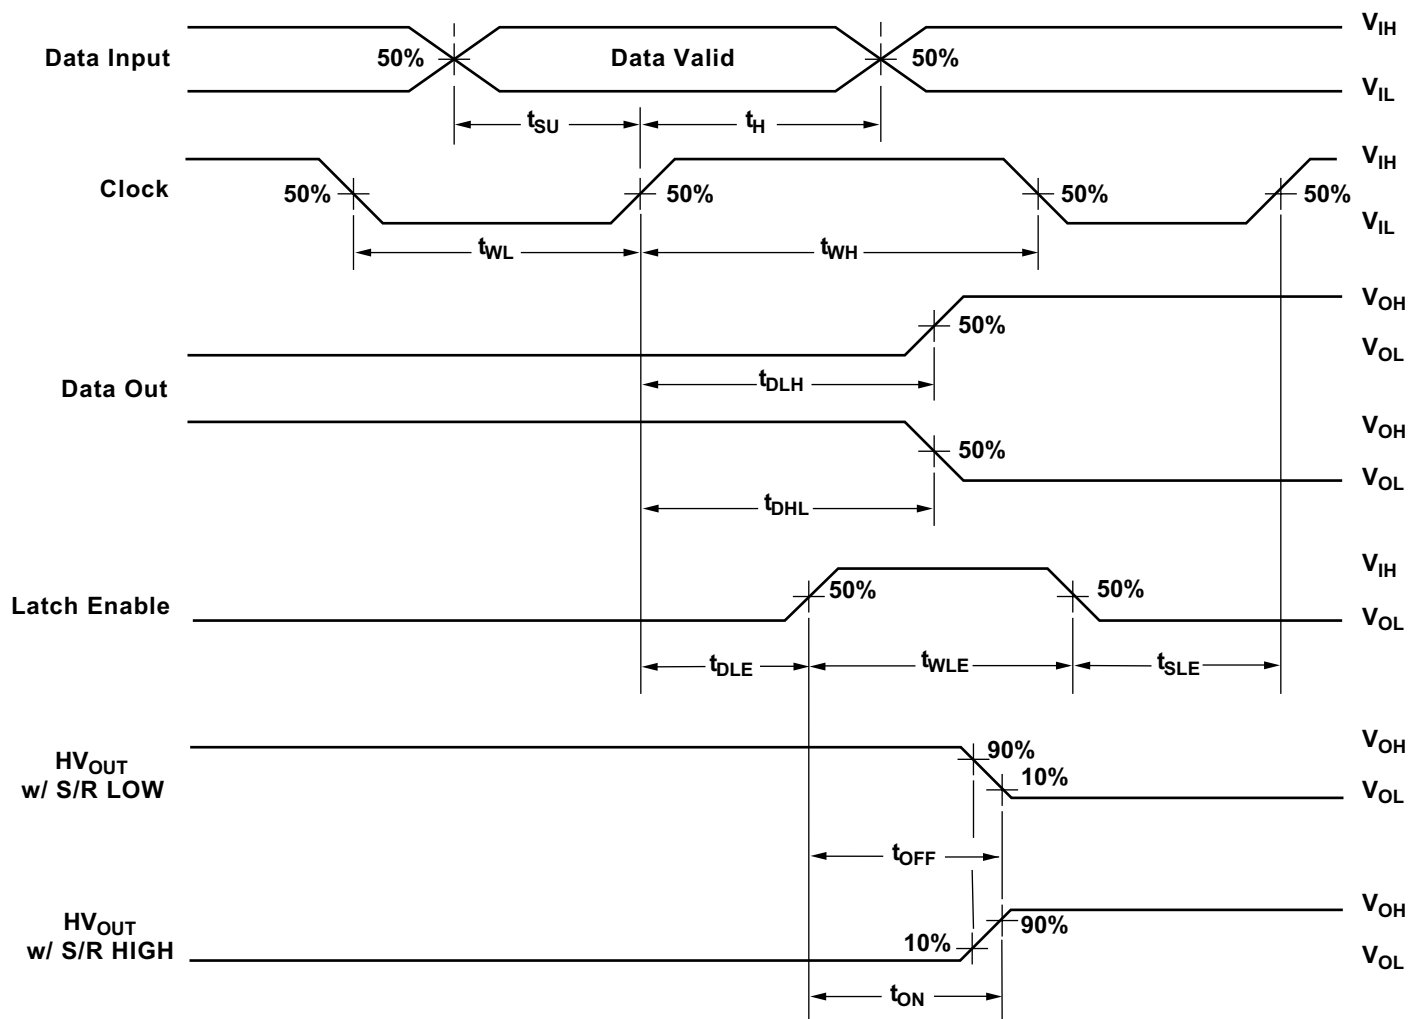 V_IH
Data Input
50%
Data Valid
50%
V_IL
t_SU
t_H
V_IH
Clock
50%
50%
50%
50%
V_IL
t_WL
t_WH
V_OH
50%
V_OL
t_DLH
Data Out
V_OH
50%
V_OL
t_DHL
V_IH
Latch Enable
50%
50%
V_OL
t_DLE
t_WLE
t_SLE
HV_OUT
w/ S/R LOW
90%
V_OH
10%
V_OL
t_OFF
HV_OUT
w/ S/R HIGH
V_OH
90%
10%
V_OL
t_ON